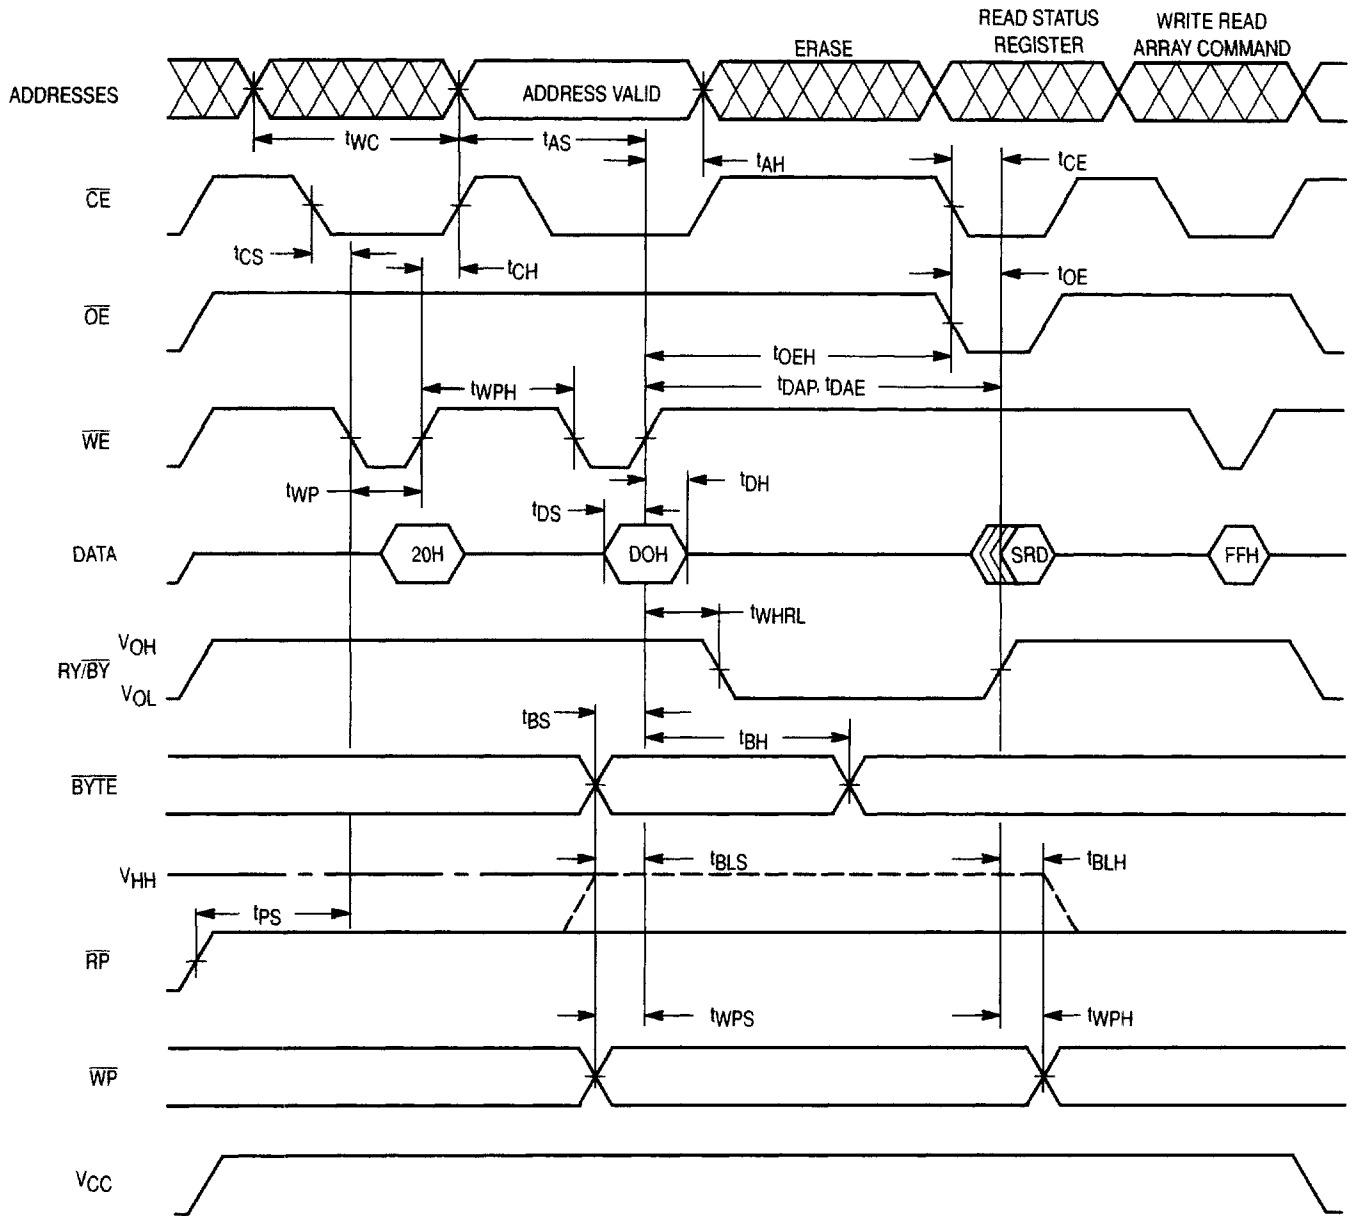 READ STATUS REGISTER
WRITE READ ARRAY COMMAND
ERASE
ADDRESSES
ADDRESS VALID
tWC
tAS
tAH
tCE
CE
tCS
tCH
tOE
OE
tOEH
tWPH
tDAP, tDAE
WE
tWP
tDH
tDS
DATA
20H
DOH
SRD
FFH
tWHRL
VOH
RY/BY
VOL
tBS
tBH
BYTE
tBLS
tBLH
VHH
tPS
RP
tWPS
tWPH
WP
VCC